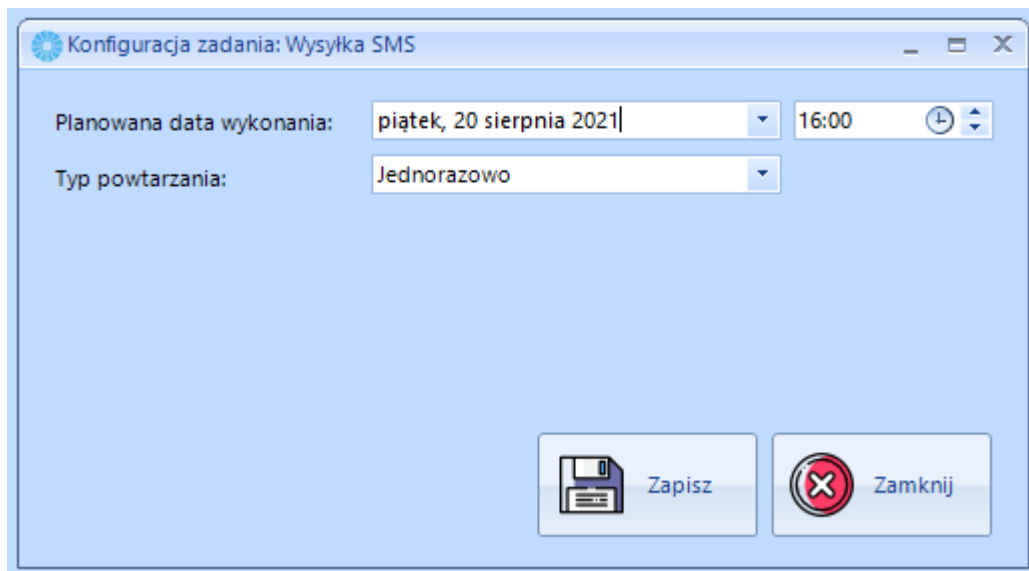 Konfiguracja zadania: Wysyłka SMS
Planowana data wykonania: piątek, 20 sierpnia 2021 16:00
Typ powtarzania: Jednorazowo
Zapisz Zamknij